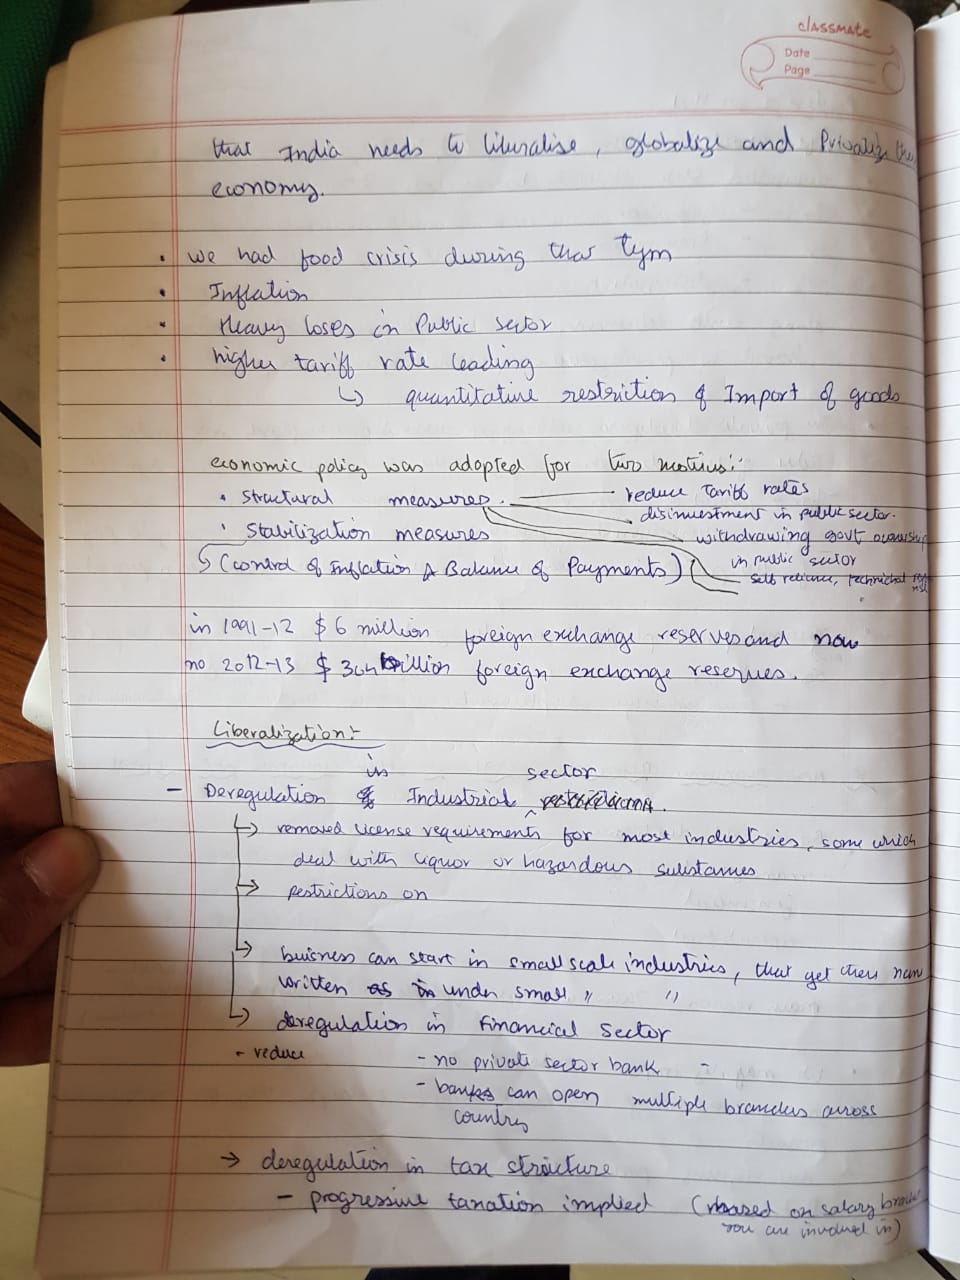 classmate
Date
Page
that India needs to liberalise, globalize and Privatize the
economy.
• we had food crisis during that tym
• Inflation
• Heavy loses in Public sector
• higher tariff rate leading
↳ quantitative restriction of Import of goods
economic policy was adopted for two motives:
• Structural measures. reduce Tariff rates
disinvestment in public sector.
• Stabilization measures withdrawing govt ownership
in public sector
↳ (control of Inflation & Balance of Payments)
self reliance, technical
in 1991-12 $6 million foreign exchange reserves and now
no 2012-13 $ 364 billion foreign exchange reserves.
Liberalization:-
in sector
- Deregulation Industrial
↳ removed license requirements for most industries, some which
deal with liquor or hazardous substances
→ restrictions on
→ buisness can start in small scale industries, that get there name
written as in under small " "
↳ deregulation in Financial Sector
- reduce - no private sector bank -
- banks can open multiple branches across
country
→ deregulation in tax structure
- progressive taxation implied (based on salary
you are involved in)